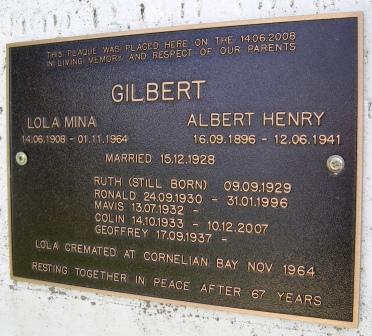 THIS PLAQUE WAS PLACED HERE ON THE 14.06.2008
IN LIVING MEMORY AND RESPECT OF OUR PARENTS
GILBERT
LOLA MINA ALBERT HENRY
14.06.1908 - 01.11.1964 16.09.1896 - 12.06.1941
MARRIED 15.12.1928
RUTH (STILL BORN) 09.09.1929
RONALD 24.09.1930 - 31.01.1996
MAVIS 13.07.1932 -
COLIN 14.10.1933 - 10.12.2007
GEOFFREY 17.09.1937 -
LOLA CREMATED AT CORNELIAN BAY NOV 1964
RESTING TOGETHER IN PEACE AFTER 67 YEARS